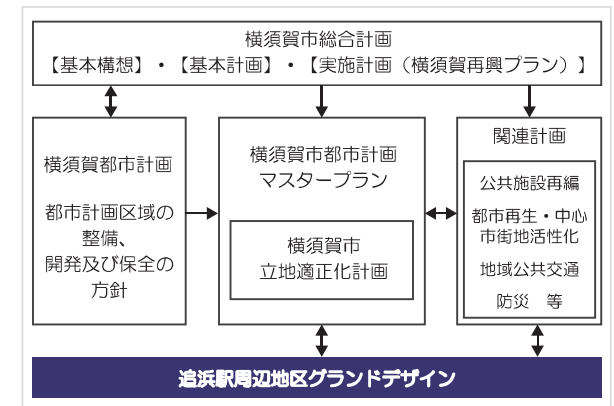 横須賀市総合計画
【基本構想】・【基本計画】・【実施計画（横須賀再興プラン）】
横須賀都市計画
都市計画区域の
整備、
開発及び保全の
方針
横須賀市都市計画
マスタープラン
横須賀市
立地適正化計画
関連計画
公共施設再編
都市再生・中心
市街地活性化
地域公共交通
防災　等
追浜駅周辺地区グランドデザイン